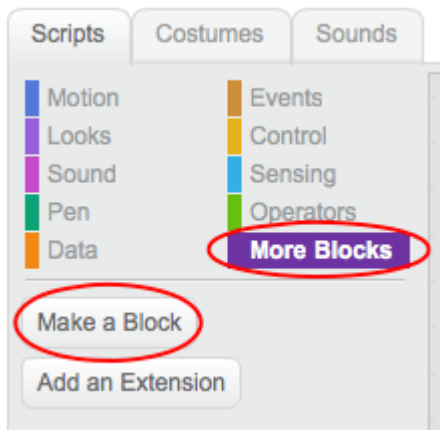 Scripts Costumes Sounds
Motion Events
Looks Control
Sound Sensing
Pen Operators
Data More Blocks
Make a Block
Add an Extension